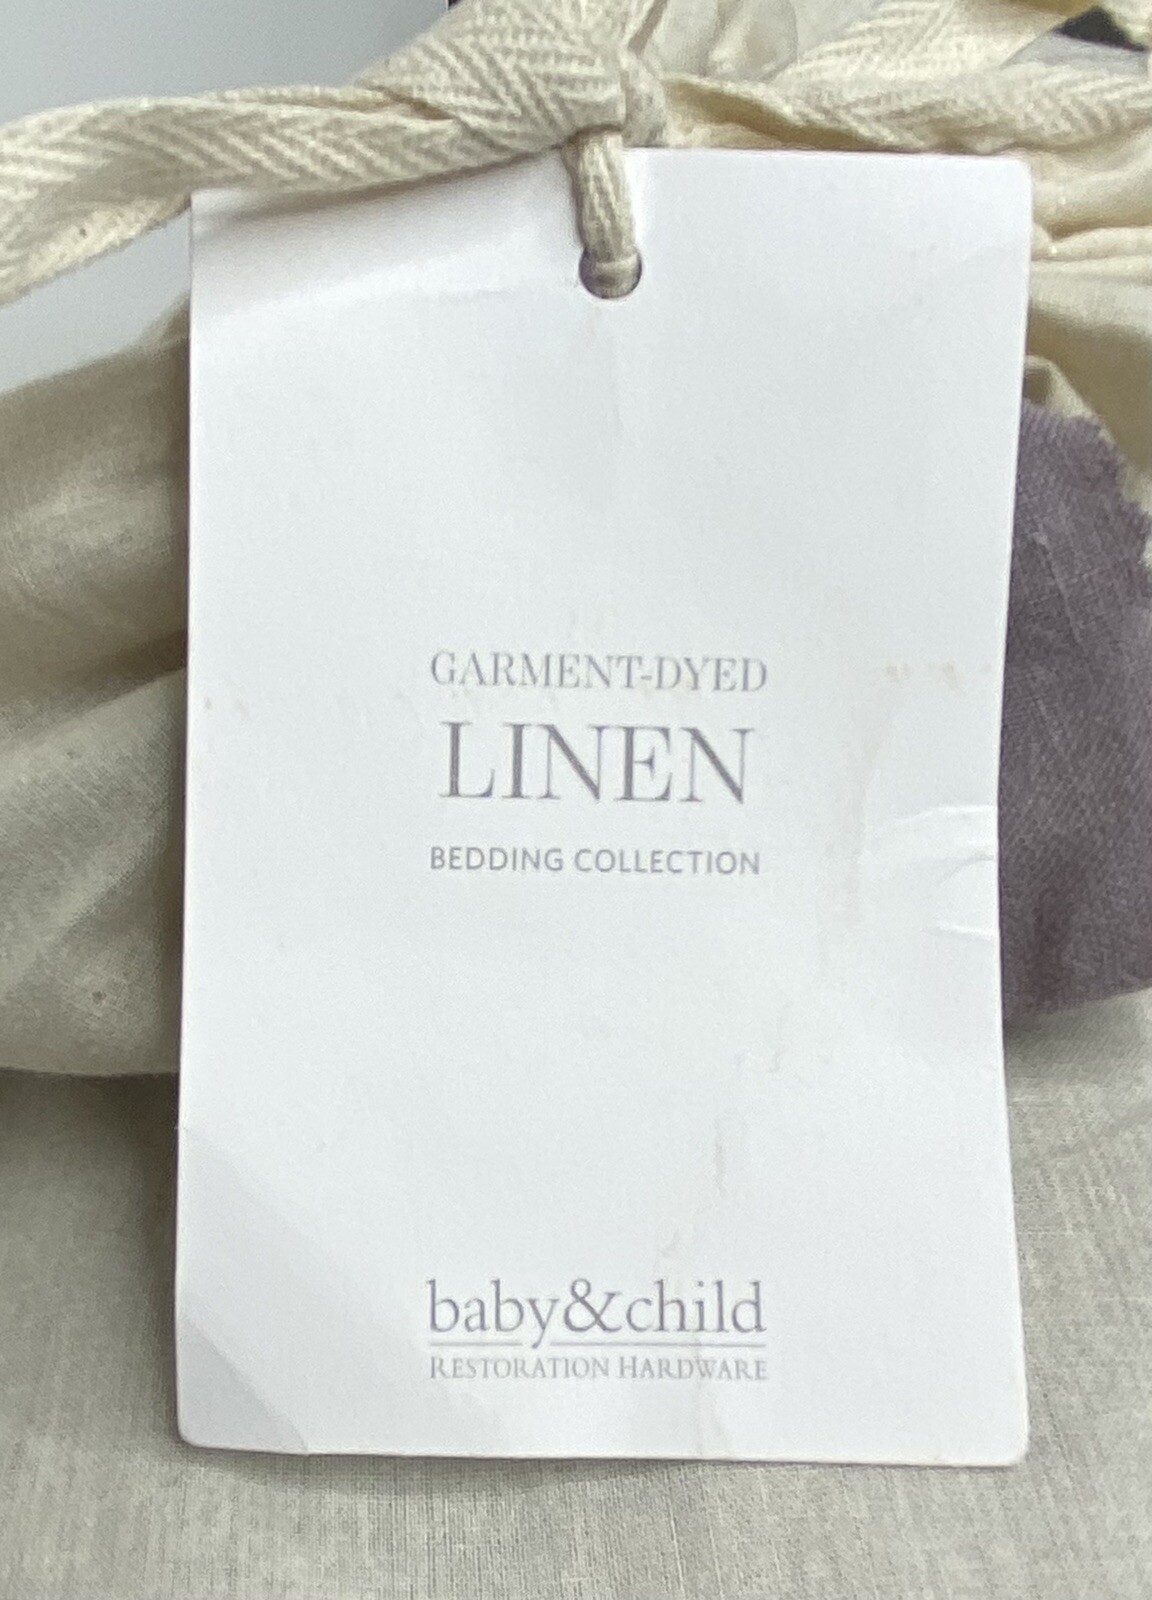 GARMENT-DYED
LINEN
BEDDING COLLECTION
baby&child
RESTORATION HARDWARE